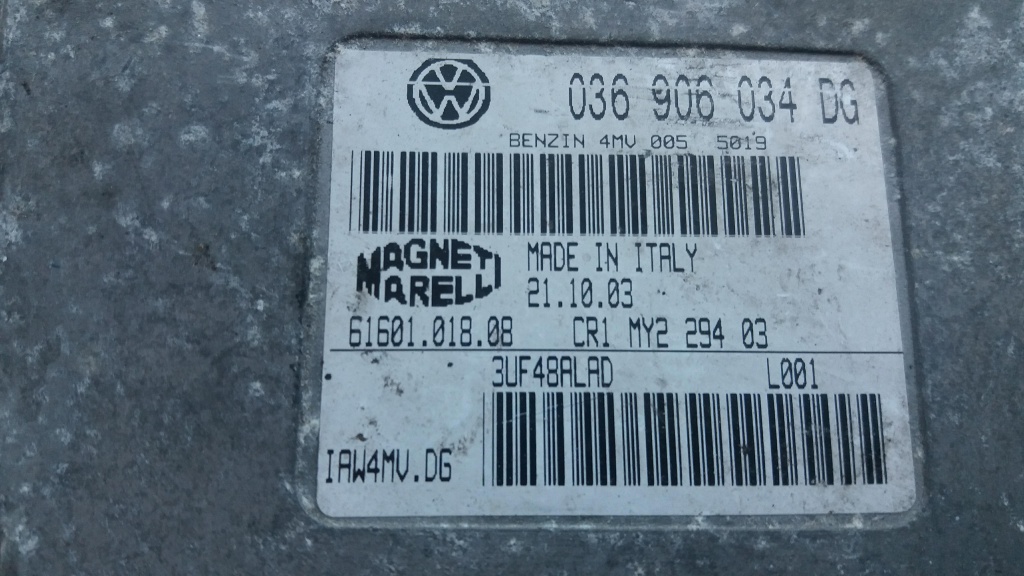 036 906 034 DG
BENZIN 4MV 005 5019
MAGNETI MARELLI
MADE IN ITALY
21.10.03
61601.018.08 CR1 MY2 294 03
3UF48ALAD L001
IAW4MV.DG